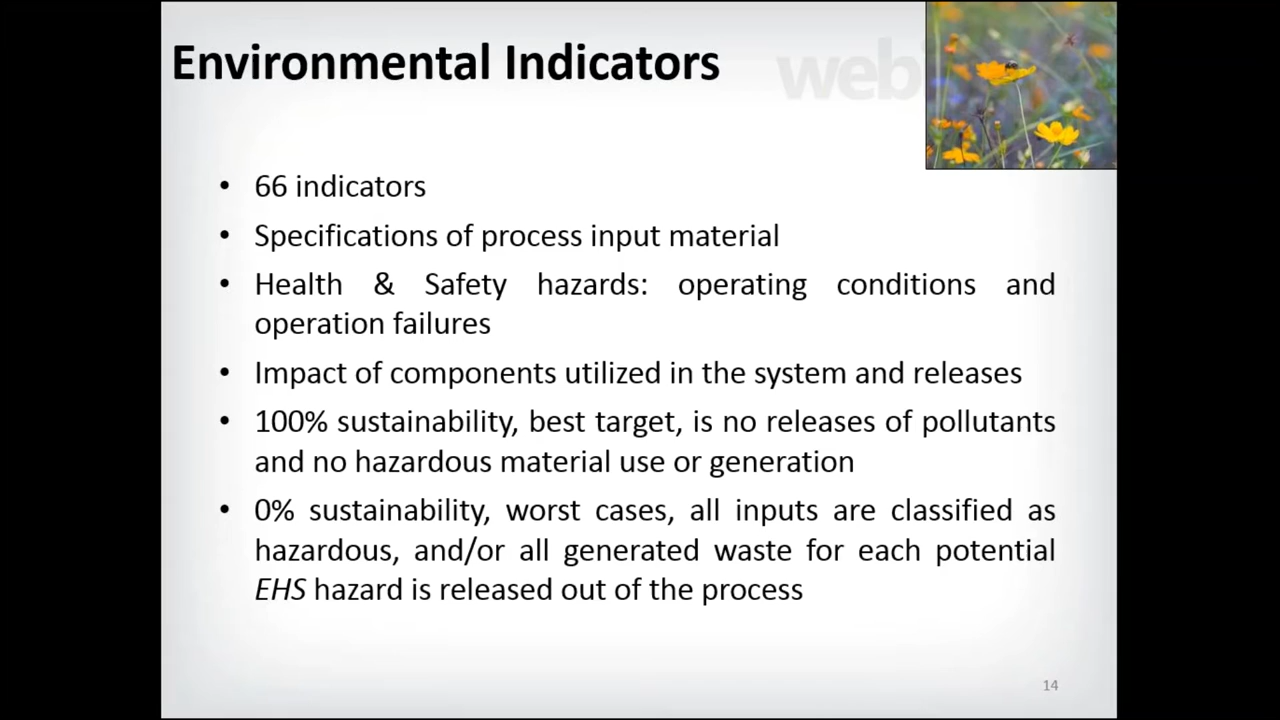 Environmental Indicators
web
• 66 indicators
• Specifications of process input material
• Health & Safety hazards: operating conditions and
operation failures
• Impact of components utilized in the system and releases
• 100% sustainability, best target, is no releases of pollutants
and no hazardous material use or generation
• 0% sustainability, worst cases, all inputs are classified as
hazardous, and/or all generated waste for each potential
EHS hazard is released out of the process
14